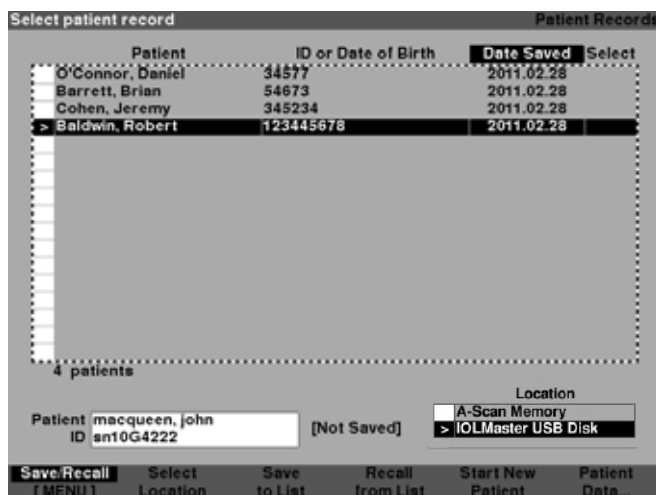 Select patient record Patient Records
Patient ID or Date of Birth Date Saved Select
O'Connor, Daniel 34577 2011.02.28
Barrett, Brian 54673 2011.02.28
Cohen, Jeremy 345234 2011.02.28
> Baldwin, Robert 123445678 2011.02.28
4 patients
Location
A-Scan Memory
> IOLMaster USB Disk
Patient macqueen, john [Not Saved]
ID sn10G4222
Save/Recall Select Save Recall Start New Patient
[MENU] Location to List from List Patient Data